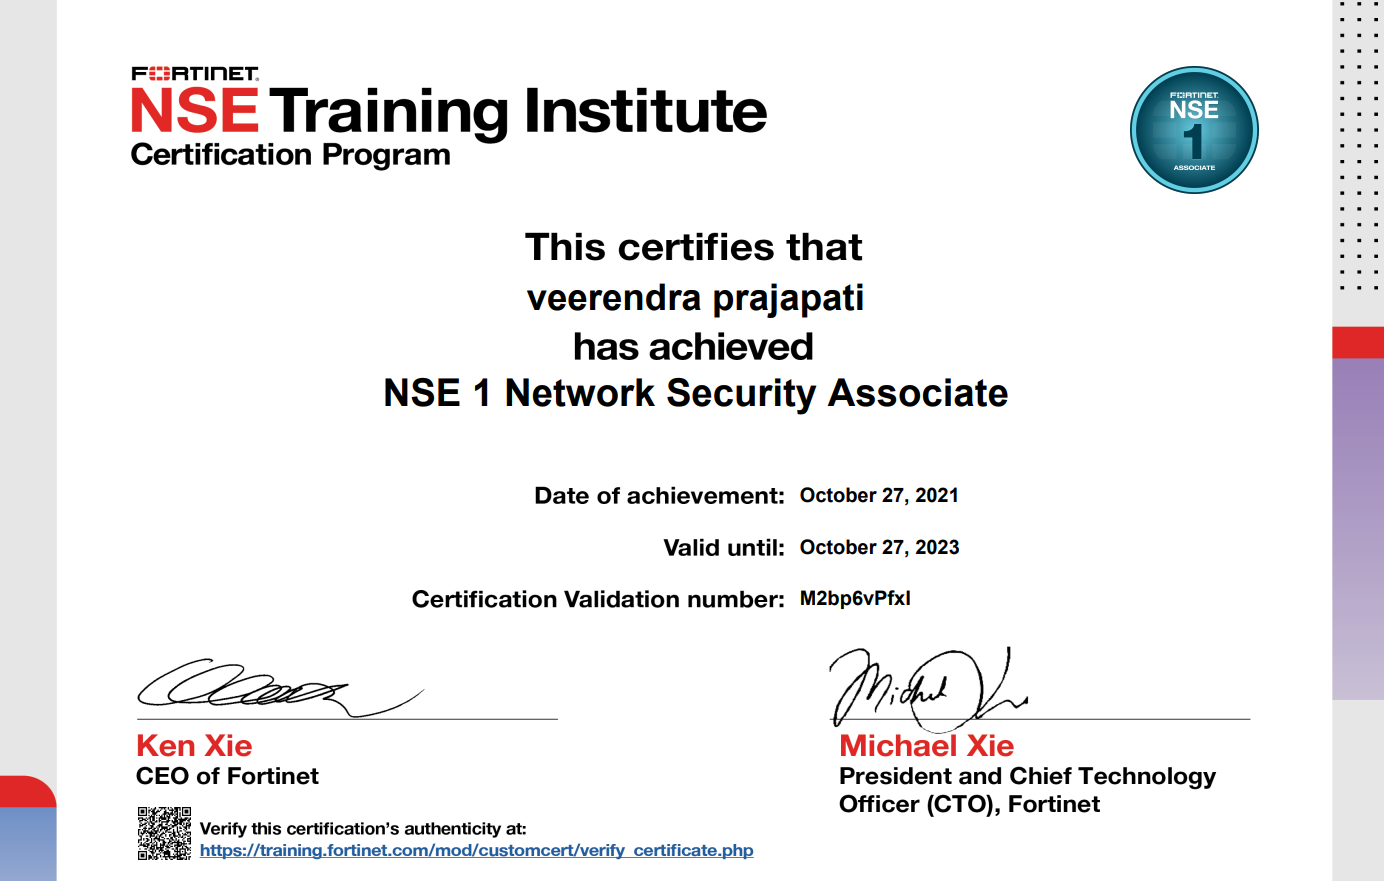 FORTINET
NSE Training Institute
Certification Program
FORTINET
NSE
1
ASSOCIATE
This certifies that
veerendra prajapati
has achieved
NSE 1 Network Security Associate
Date of achievement: October 27, 2021
Valid until: October 27, 2023
Certification Validation number: M2bp6vPfxI
Ken Xie
CEO of Fortinet
Michael Xie
President and Chief Technology
Officer (CTO), Fortinet
Verify this certification’s authenticity at:
https://training.fortinet.com/mod/customcert/verify_certificate.php